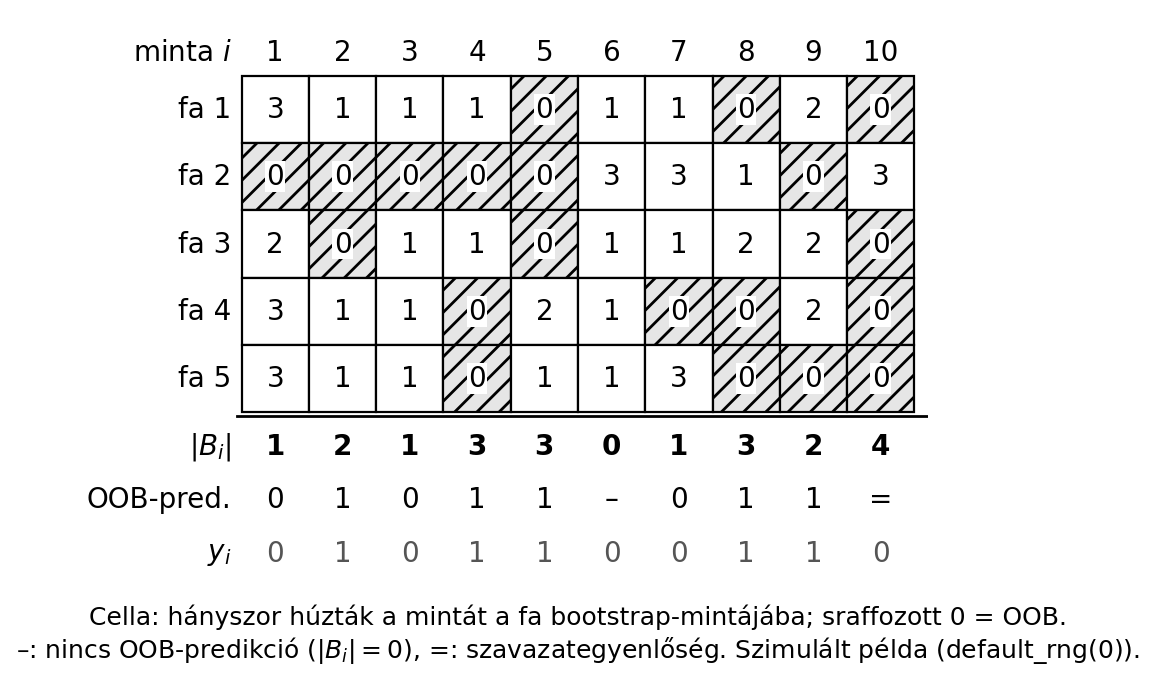 minta i 1 2 3 4 5 6 7 8 9 10
fa 1 3 1 1 1 0 1 1 0 2 0
fa 2 0 0 0 0 0 3 3 1 0 3
fa 3 2 0 1 1 0 1 1 2 2 0
fa 4 3 1 1 0 2 1 0 0 2 0
fa 5 3 1 1 0 1 1 3 0 0 0
|B_i| 1 2 1 3 3 0 1 3 2 4
OOB-pred. 0 1 0 1 1 – 0 1 1 =
y_i 0 1 0 1 1 0 0 1 1 0
Cella: hányszor húzták a mintát a fa bootstrap-mintájába; sraffozott 0 = OOB.
–: nincs OOB-predikció (|B_i| = 0), =: szavazategyenlőség. Szimulált példa (default_rng(0)).